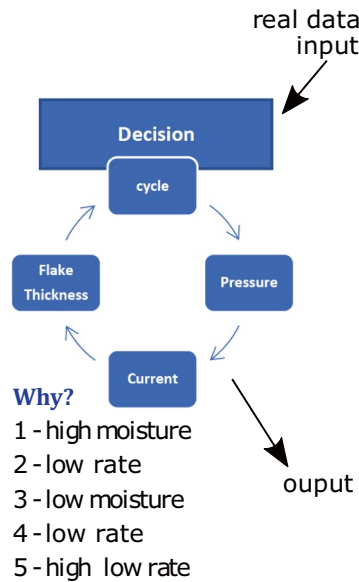 real data
input
Decision
cycle
Flake
Thickness
Pressure
Current
Why?
1 - high moisture
2 - low rate
3 - low moisture
4 - low rate
5 - high low rate
ouput